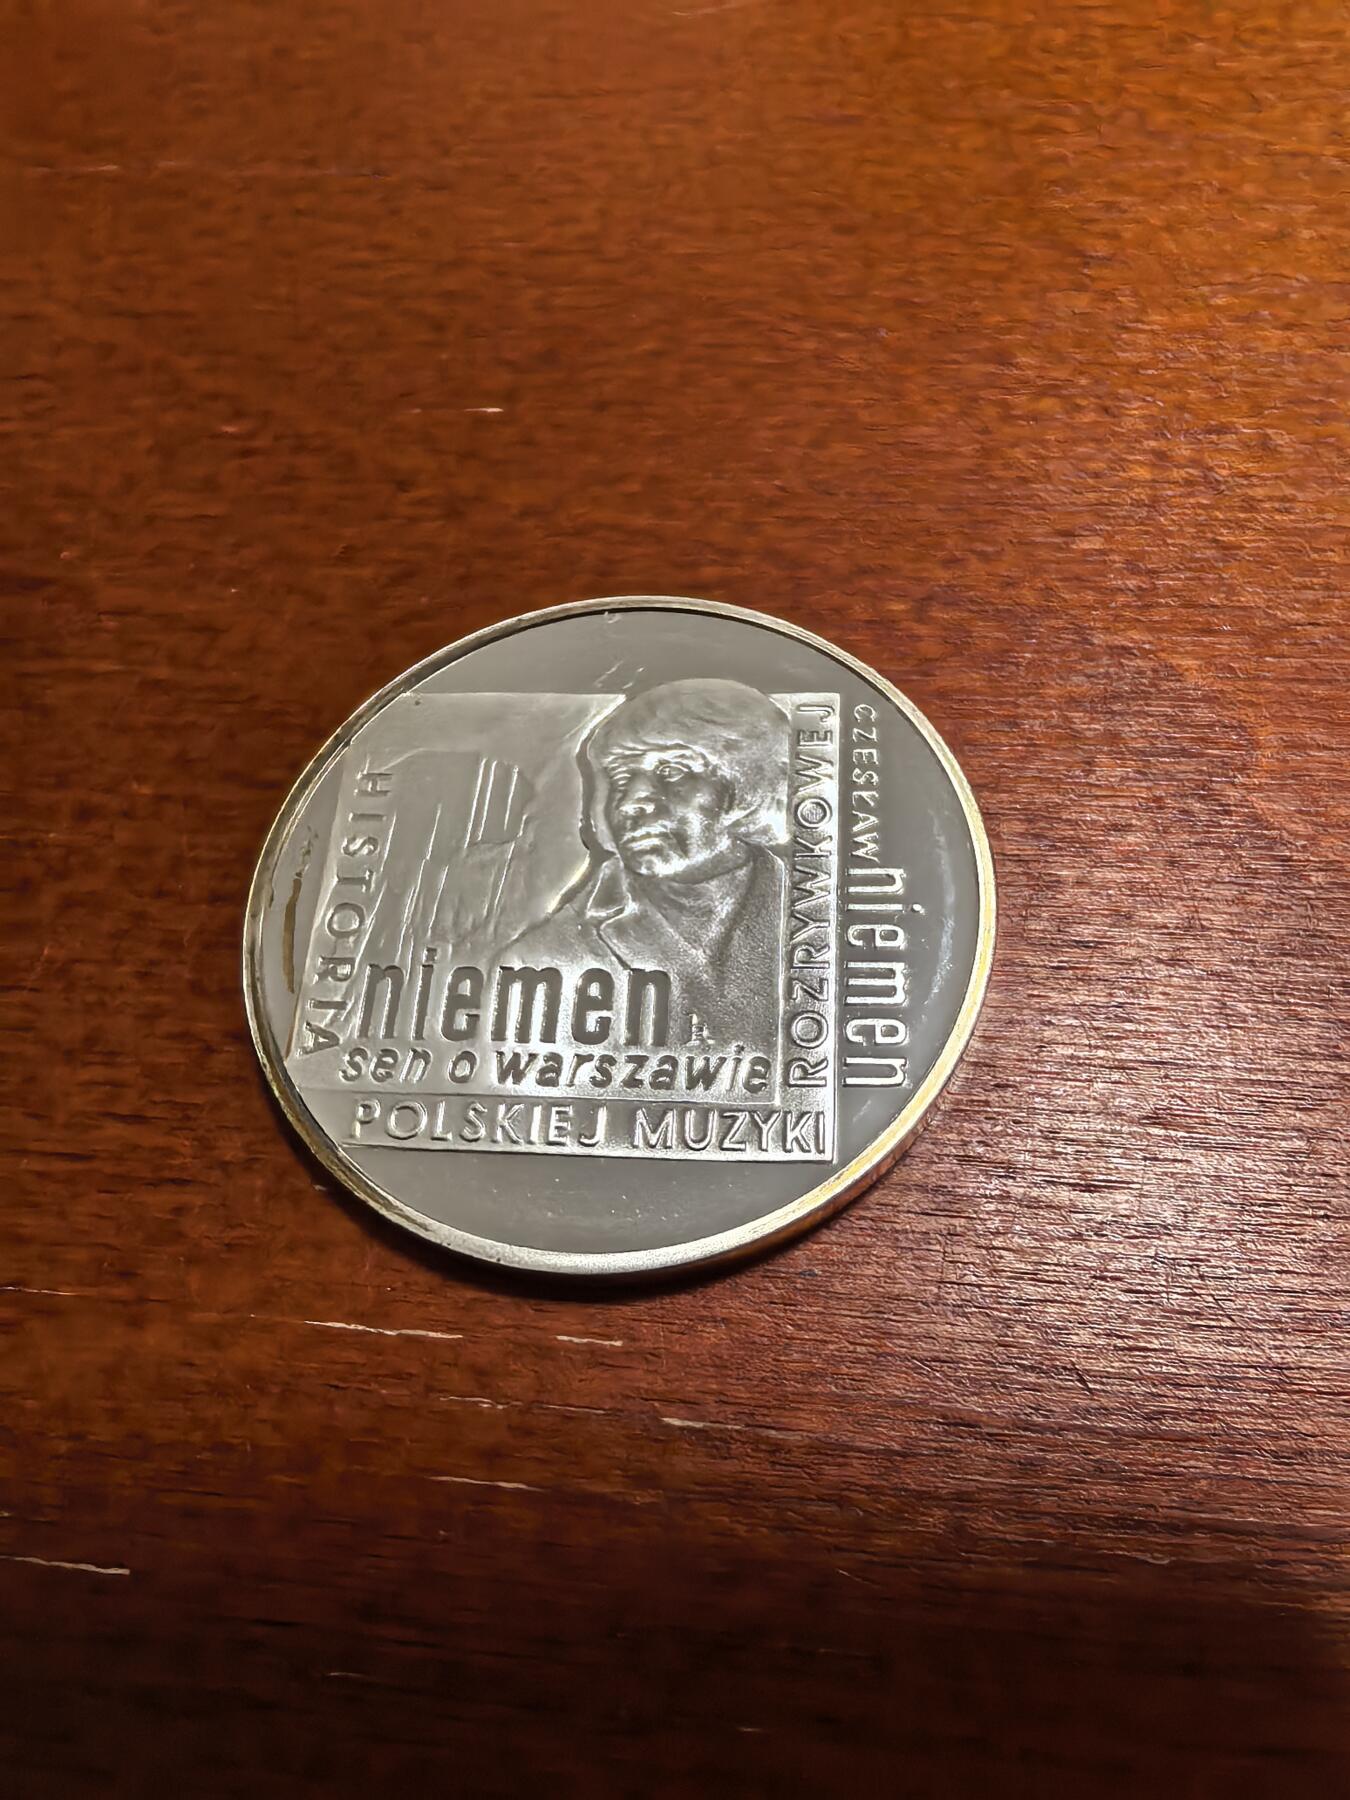 HISTORIA
POLSKIEJ MUZYKI
ROZRYWKOWEJ
niemen
sen o warszawie
CZESŁAW niemen